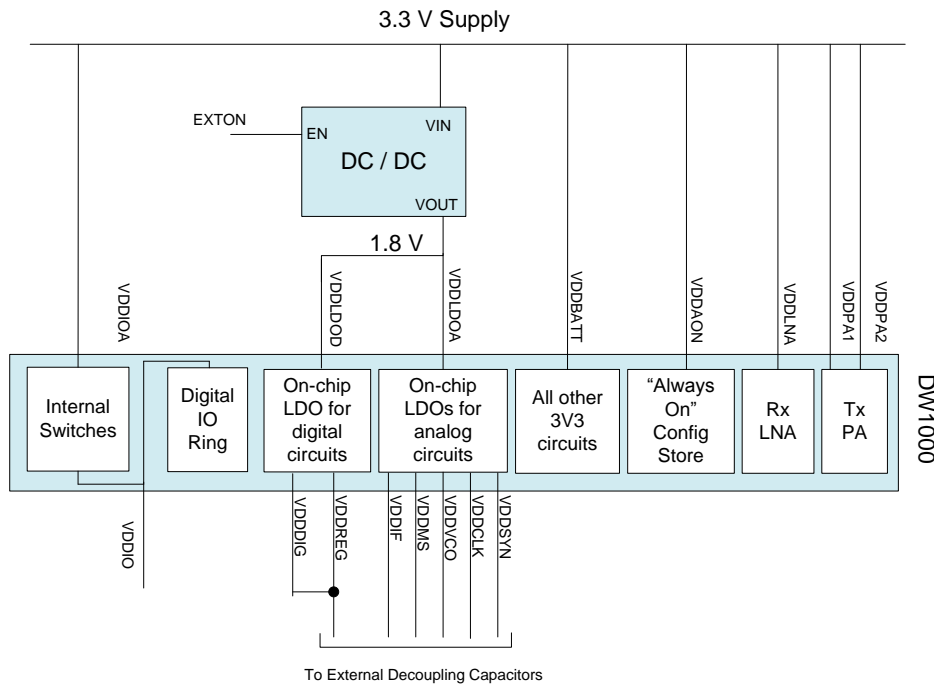 3.3 V Supply
EXTON
EN
VIN
DC / DC
VOUT
1.8 V
VDDIOA
VDDLDOD
VDDLDOA
VDDBATT
VDDAON
VDDLNA
VDDPA1
VDDPA2
Internal
Switches
Digital
IO
Ring
On-chip
LDO for
digital
circuits
On-chip
LDOs for
analog
circuits
All other
3V3
circuits
“Always
On”
Config
Store
Rx
LNA
Tx
PA
DW1000
VDDIO
VDDDIG
VDDREG
VDDIF
VDDMS
VDDVCO
VDDCLK
VDDSYN
To External Decoupling Capacitors